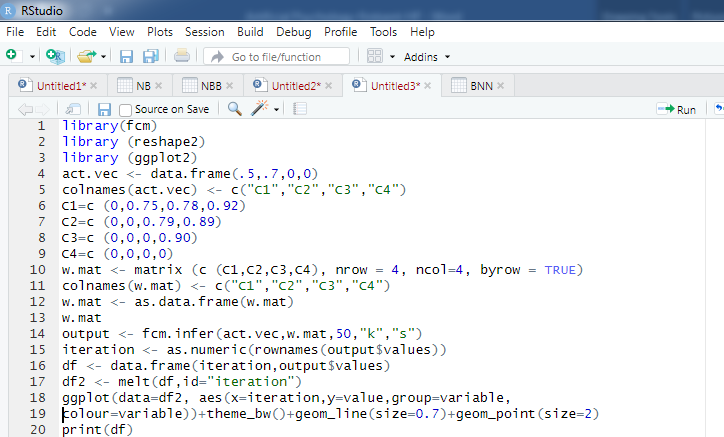 RStudio
File Edit Code View Plots Session Build Debug Profile Tools Help
Go to file/function Addins
Untitled1* NB NBB Untitled2* Untitled3* BNN
Source on Save Run
1 library(fcm)
2 library (reshape2)
3 library (ggplot2)
4 act.vec <- data.frame(.5,.7,0,0)
5 colnames(act.vec) <- c("C1","C2","C3","C4")
6 C1=c (0,0.75,0.78,0.92)
7 C2=c (0,0,0.79,0.89)
8 C3=c (0,0,0,0.90)
9 C4=c (0,0,0,0)
10 w.mat <- matrix (c (C1,C2,C3,C4), nrow = 4, ncol=4, byrow = TRUE)
11 colnames(w.mat) <- c("C1","C2","C3","C4")
12 w.mat <- as.data.frame(w.mat)
13 w.mat
14 output <- fcm.infer(act.vec,w.mat,50,"k","s")
15 iteration <- as.numeric(rownames(output$values))
16 df <- data.frame(iteration,output$values)
17 df2 <- melt(df,id="iteration")
18 ggplot(data=df2, aes(x=iteration,y=value,group=variable,
19 colour=variable))+theme_bw()+geom_line(size=0.7)+geom_point(size=2)
20 print(df)